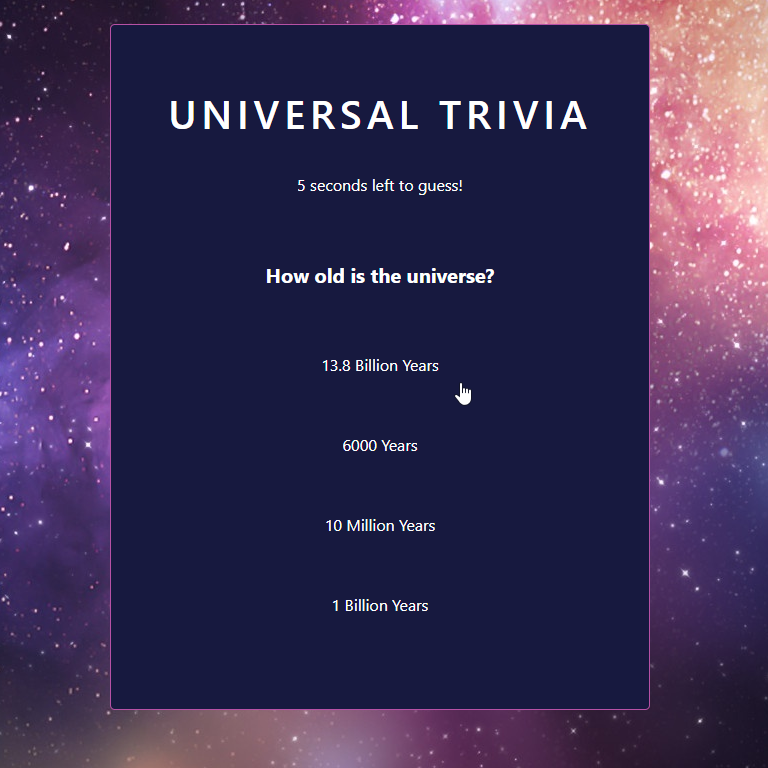 UNIVERSAL TRIVIA
5 seconds left to guess!
How old is the universe?
13.8 Billion Years
6000 Years
10 Million Years
1 Billion Years